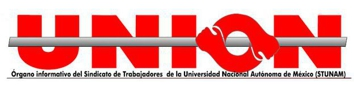 UNION
Órgano informativo del Sindicato de Trabajadores de la Universidad Nacional Autónoma de México (STUNAM)